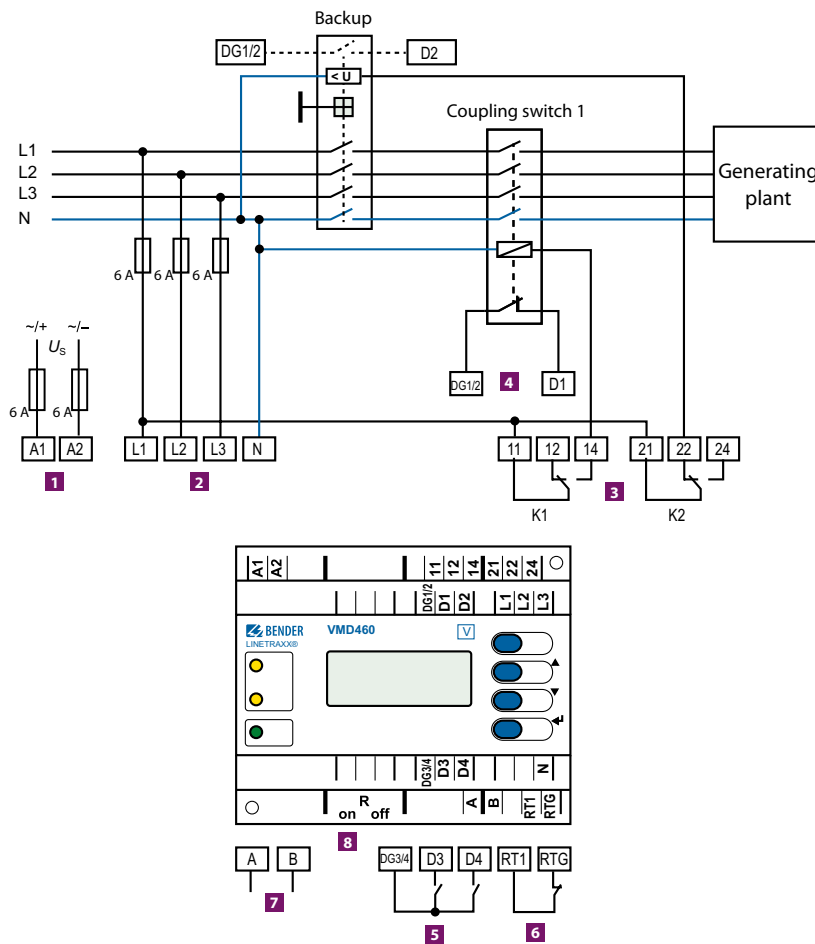 Backup
DG1/2
D2
< U
Coupling switch 1
L1
L2
L3
N
Generating
plant
6 A
6 A
6 A
~/+
~/–
US
6 A
6 A
DG1/2
4
D1
A1
A2
L1
L2
L3
N
11
12
14
21
22
24
1
2
3
K1
K2
A1
A2
11
12
14
21
22
24
DG1/2
D1
D2
L1
L2
L3
BENDER
LINETRAXX®
VMD460
V
DG3/4
D3
D4
N
R
on off
A
B
RT1
RTG
8
A
B
DG3/4
D3
D4
RT1
RTG
7
5
6